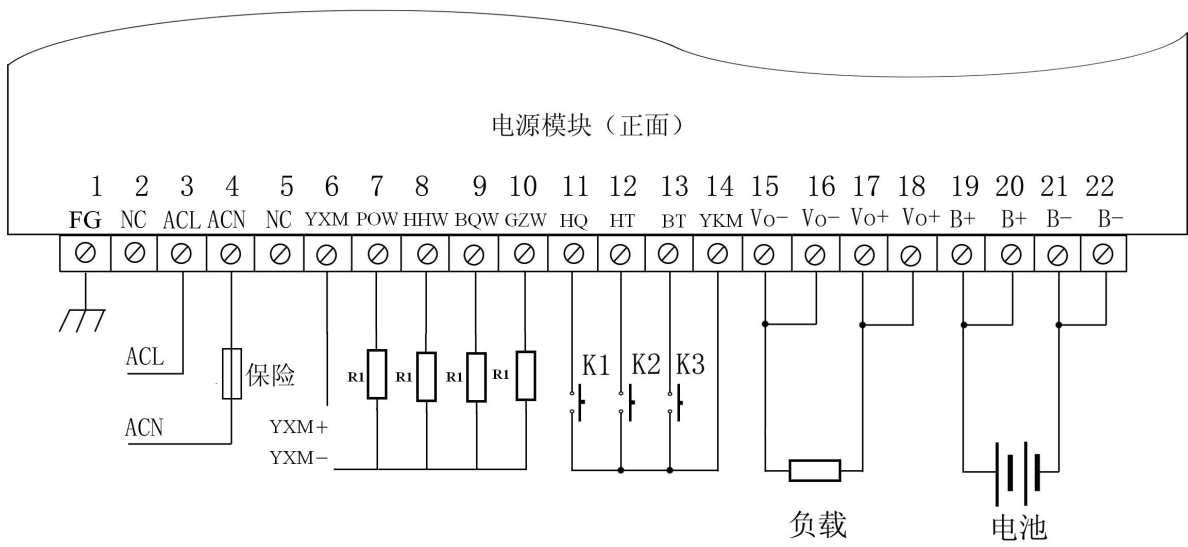 电源模块（正面）
1 2 3 4 5 6 7 8 9 10 11 12 13 14 15 16 17 18 19 20 21 22
FG NC ACL ACN NC YXM POW HHW BQW GZW HQ HT BT YKM Vo- Vo- Vo+ Vo+ B+ B+ B- B-
ACL 保险 R1 R1 R1 R1 K1 K2 K3
ACN YXM+
YXM-
负载 电池